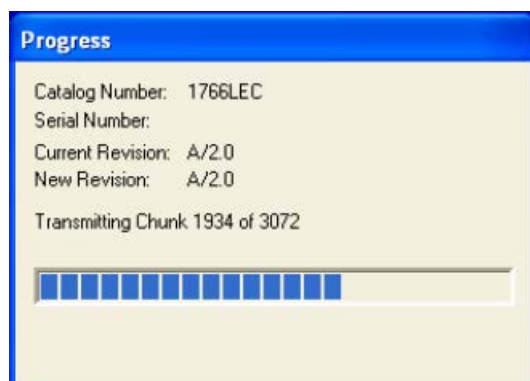 Progress
Catalog Number: 1766LEC
Serial Number:
Current Revision: A/2.0
New Revision: A/2.0
Transmitting Chunk 1934 of 3072